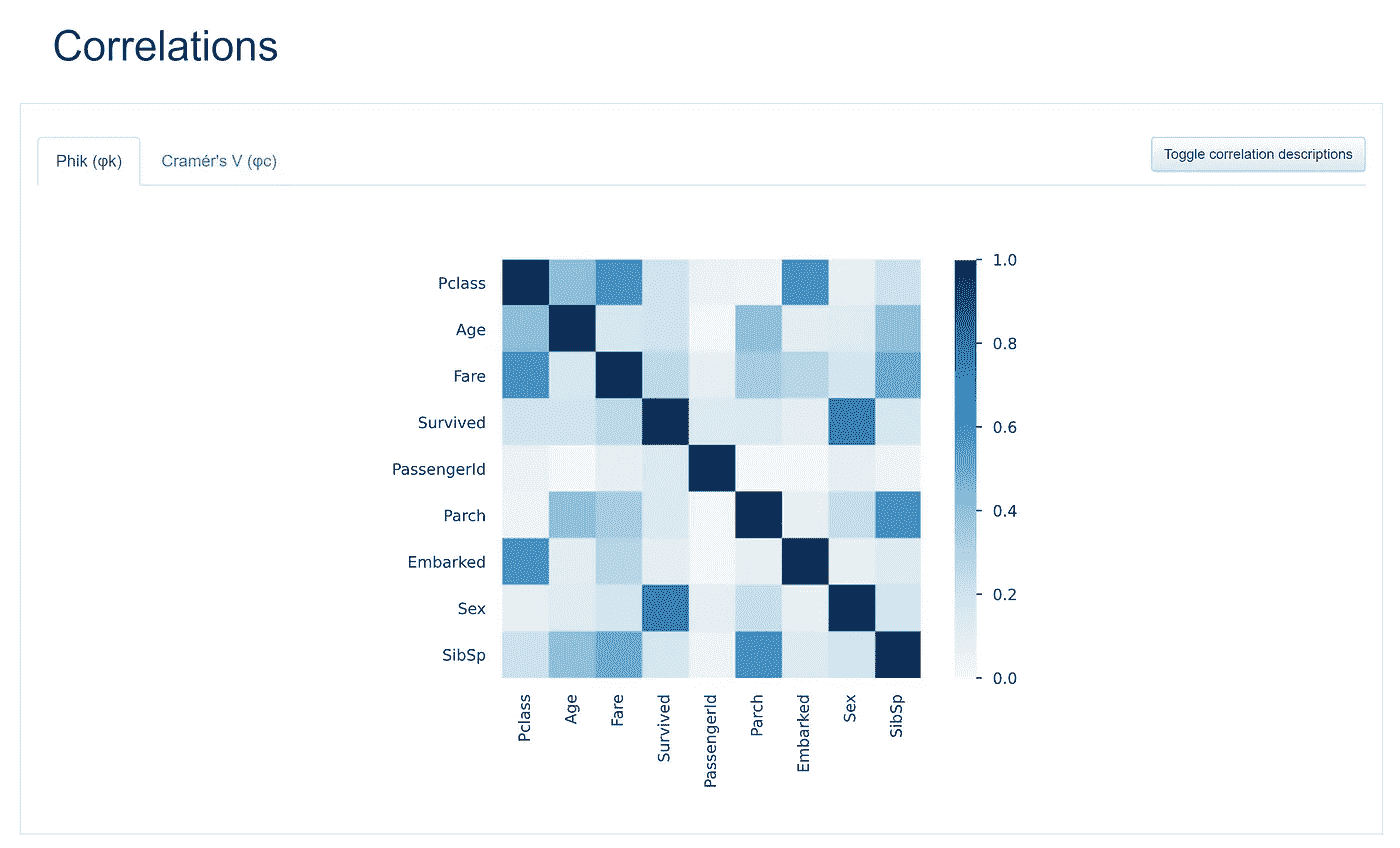 Correlations
Phik (φk)
Cramér's V (φc)
Toggle correlation descriptions
Pclass
Age
Fare
Survived
PassengerId
Parch
Embarked
Sex
SibSp
1.0
0.8
0.6
0.4
0.2
0.0
Pclass
Age
Fare
Survived
PassengerId
Parch
Embarked
Sex
SibSp